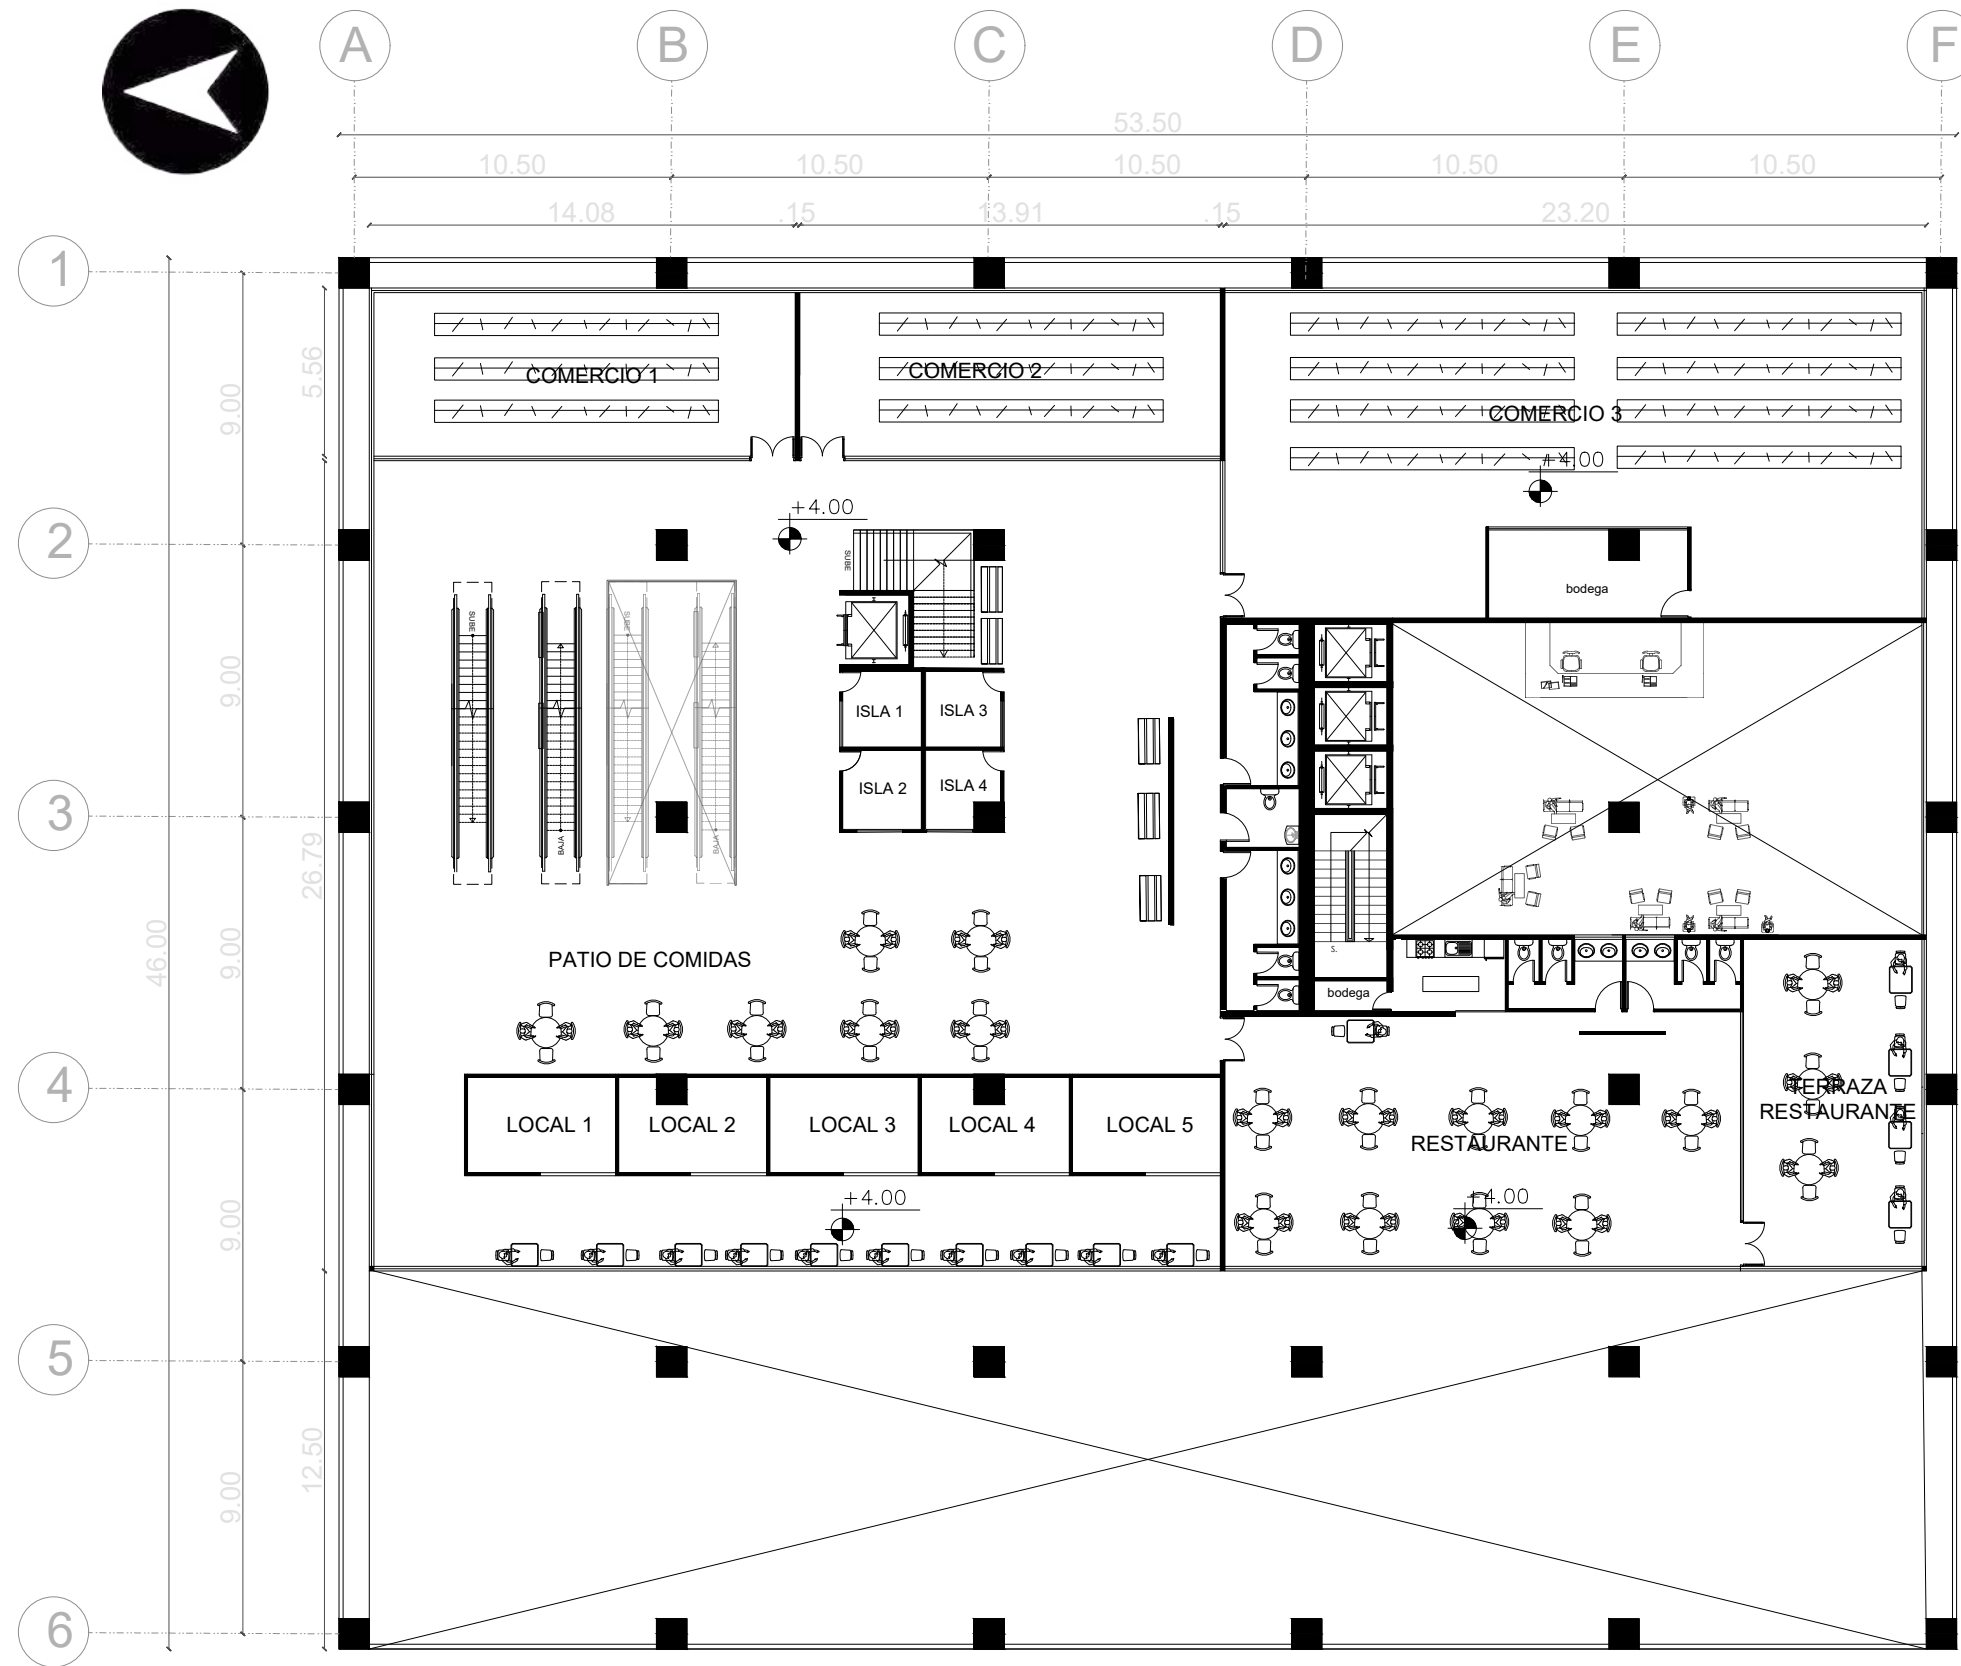 A B C D E F
53.50
10.50 10.50 10.50 10.50 10.50
14.08 .15 13.91 .15 23.20
1
5.56
9.00
COMERCIO 1
COMERCIO 2
COMERCIO 3
+4.00
+4.00
2
SUBE
bodega
SUBE
SUBE
9.00
ISLA 1
ISLA 3
ISLA 2
ISLA 4
3
BAJA
BAJA
26.79
46.00
9.00
S.
PATIO DE COMIDAS
bodega
4
LOCAL 1
LOCAL 2
LOCAL 3
LOCAL 4
LOCAL 5
RESTAURANTE
TERRAZA
RESTAURANTE
9.00
+4.00
+4.00
5
12.50
9.00
6